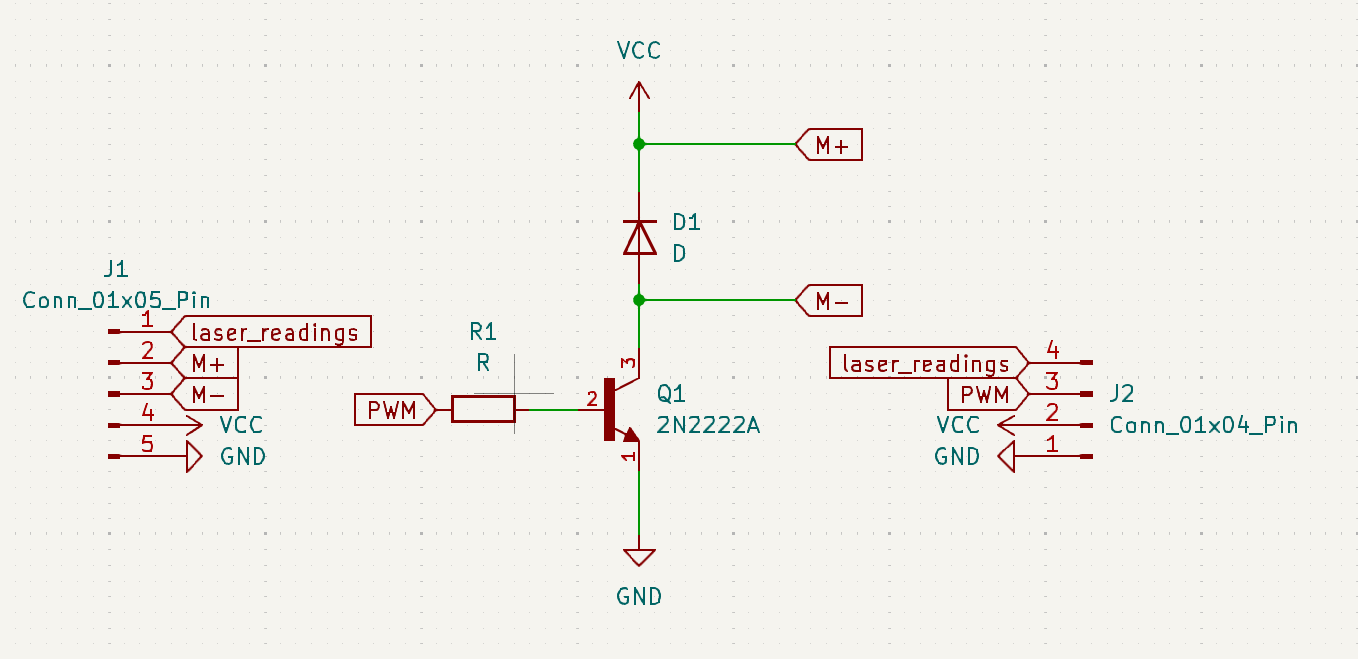 VCC
M+
D1
D
M-
J1
Conn_01x05_Pin
1 laser_readings
2 M+
3 M-
4 VCC
5 GND
R1
R
PWM
2
3
1
Q1
2N2222A
GND
laser_readings 4
PWM 3
VCC 2
GND 1
J2
Conn_01x04_Pin